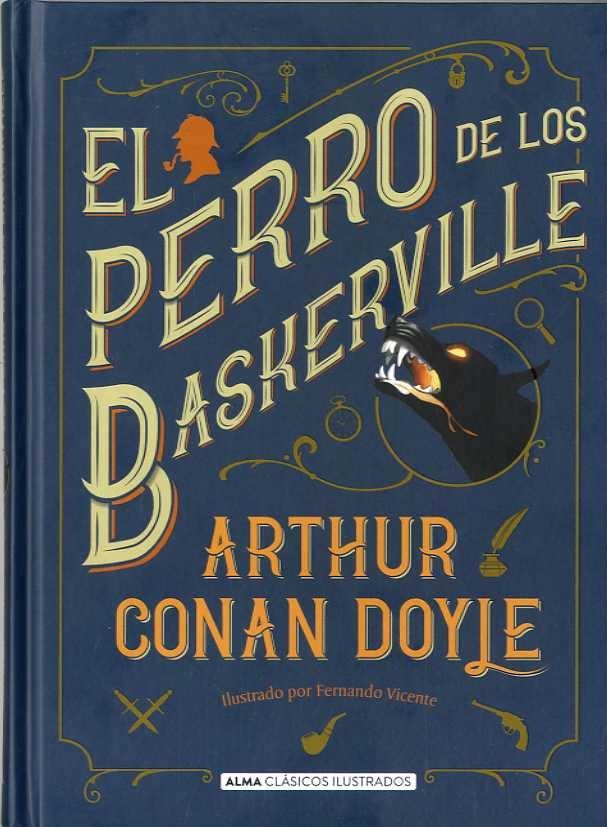 EL
PERRO DE LOS
BASKERVILLE
ARTHUR
CONAN DOYLE
Ilustrado por Fernando Vicente
ALMA CLÁSICOS ILUSTRADOS